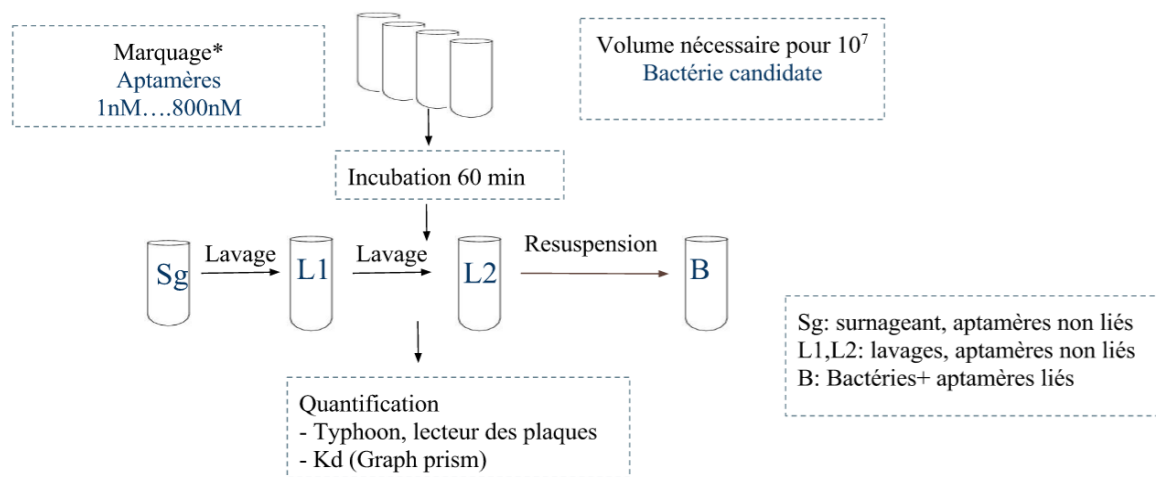 Marquage*
Aptamères
1nM….800nM
Volume nécessaire pour 10⁷
Bactérie candidate
Incubation 60 min
Lavage
Lavage
Resuspension
Sg
L1
L2
B
Sg: surnageant, aptamères non liés
L1,L2: lavages, aptamères non liés
B: Bactéries+ aptamères liés
Quantification
- Typhoon, lecteur des plaques
- Kd (Graph prism)